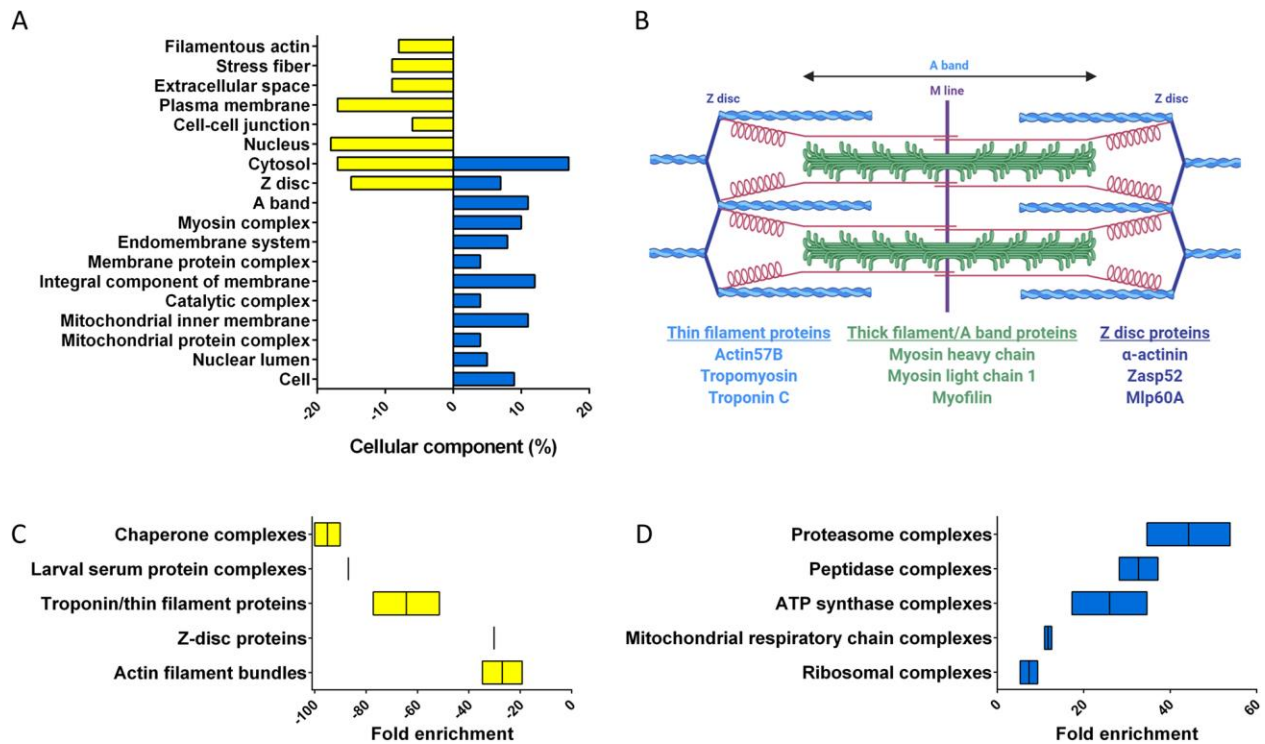 A
Filamentous actin
Stress fiber
Extracellular space
Plasma membrane
Cell-cell junction
Nucleus
Cytosol
Z disc
A band
Myosin complex
Endomembrane system
Membrane protein complex
Integral component of membrane
Catalytic complex
Mitochondrial inner membrane
Mitochondrial protein complex
Nuclear lumen
Cell
-20 -10 0 10 20
Cellular component (%)
B
A band
M line
Z disc Z disc
Thin filament proteins Thick filament/A band proteins Z disc proteins
Actin57B Myosin heavy chain α-actinin
Tropomyosin Myosin light chain 1 Zasp52
Troponin C Myofilin Mlp60A
C
Chaperone complexes
Larval serum protein complexes
Troponin/thin filament proteins
Z-disc proteins
Actin filament bundles
-100 -80 -60 -40 -20 0
Fold enrichment
D
Proteasome complexes
Peptidase complexes
ATP synthase complexes
Mitochondrial respiratory chain complexes
Ribosomal complexes
0 20 40 60
Fold enrichment